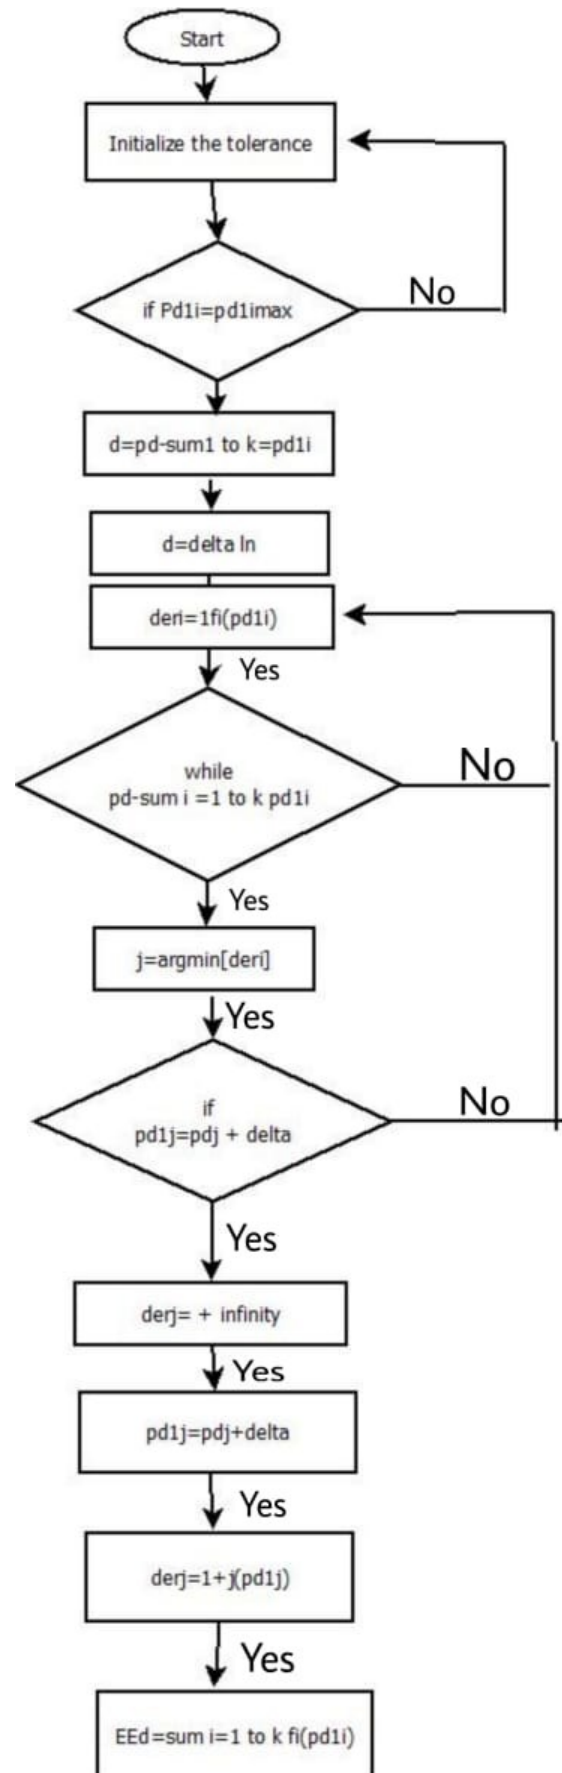 Start
Initialize the tolerance
if Pd1i=pd1imax
No
d=pd-sum1 to k=pd1i
d=delta ln
deri=1fi(pd1i)
Yes
while
pd-sum i =1 to k pd1i
No
Yes
j=argmin[deri]
Yes
if
pd1j=pdj + delta
No
Yes
derj= + infinity
Yes
pd1j=pdj+delta
Yes
derj=1+j(pd1j)
Yes
EEd=sum i=1 to k fi(pd1i)